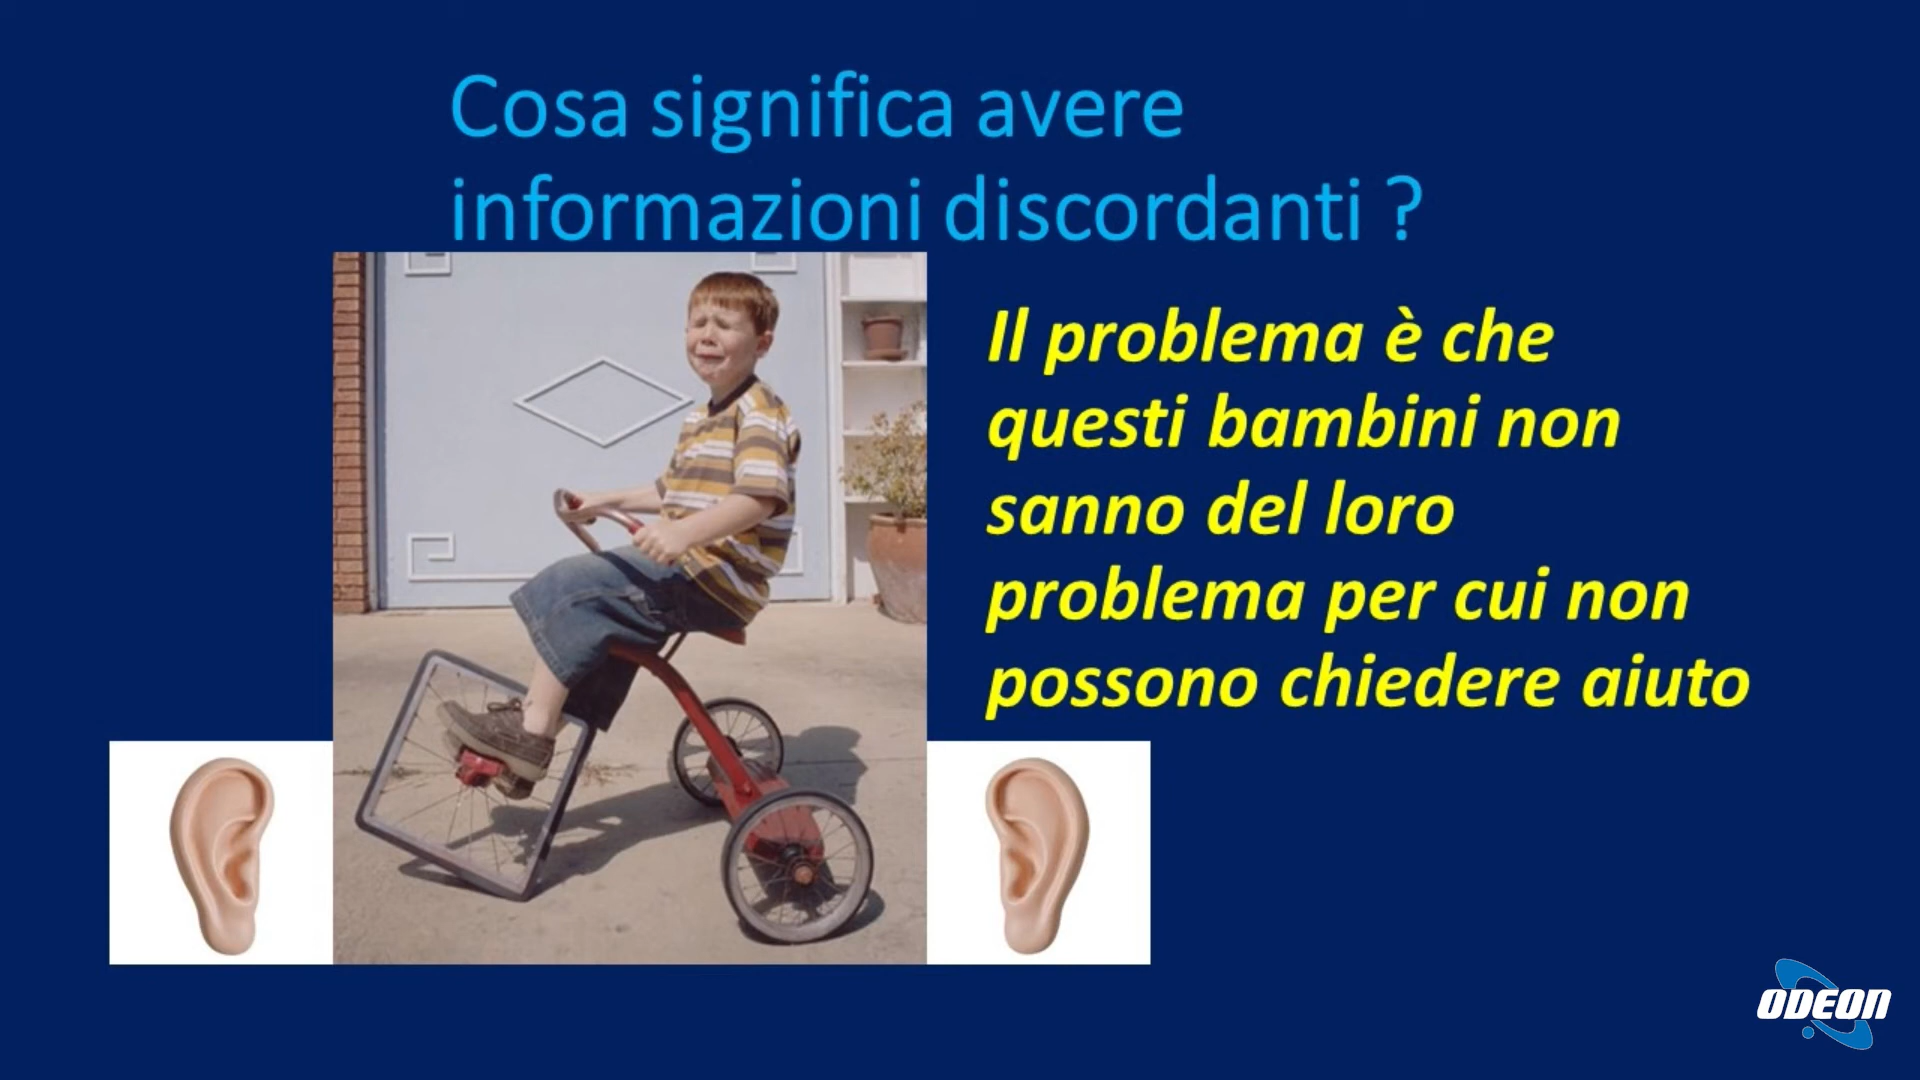 Cosa significa avere
informazioni discordanti ?
Il problema è che
questi bambini non
sanno del loro
problema per cui non
possono chiedere aiuto
ODEON